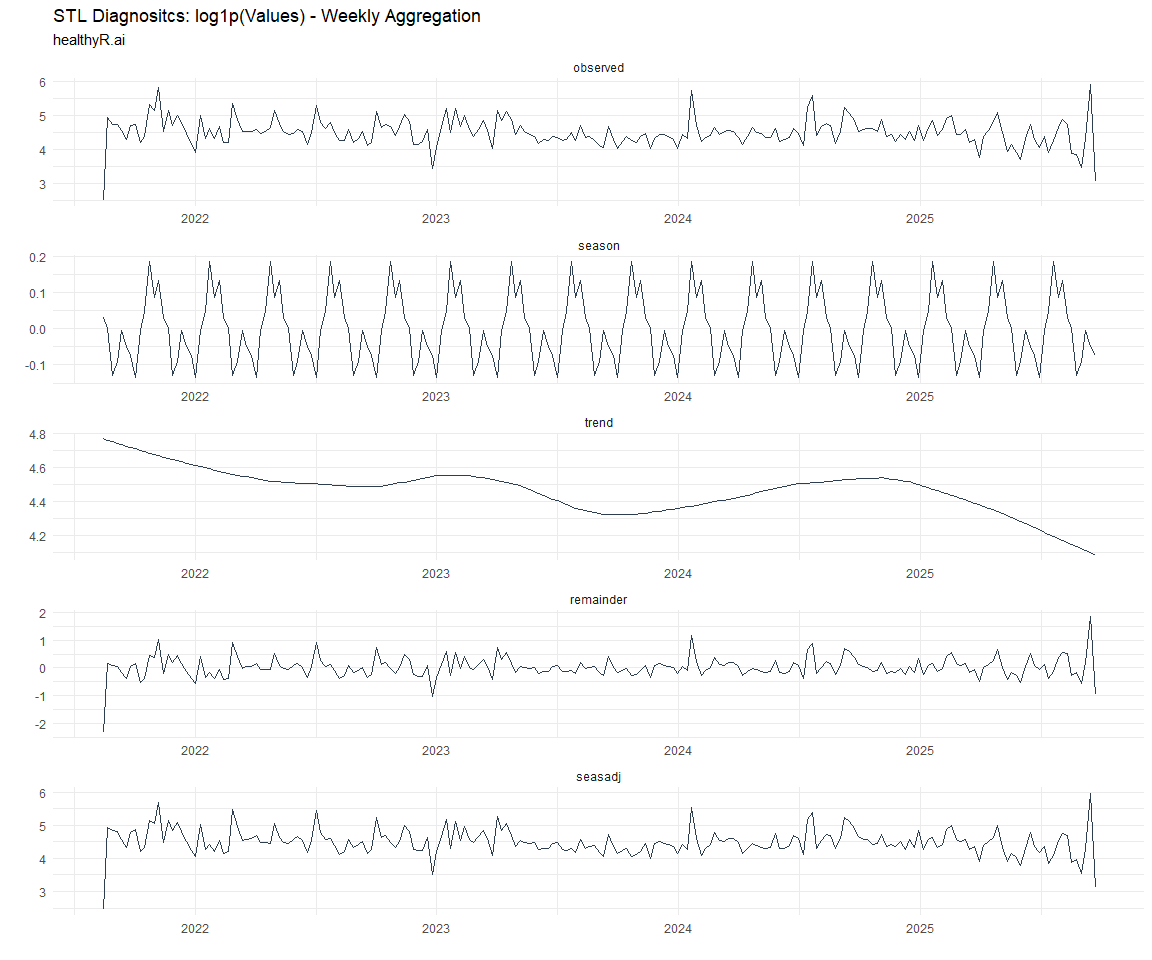 STL Diagnositcs: log1p(Values) - Weekly Aggregation
healthyR.ai
observed
6
5
4
3
2022 2023 2024 2025
season
0.2
0.1
0.0
-0.1
2022 2023 2024 2025
trend
4.8
4.6
4.4
4.2
2022 2023 2024 2025
remainder
2
1
0
-1
-2
2022 2023 2024 2025
seasadj
6
5
4
3
2022 2023 2024 2025